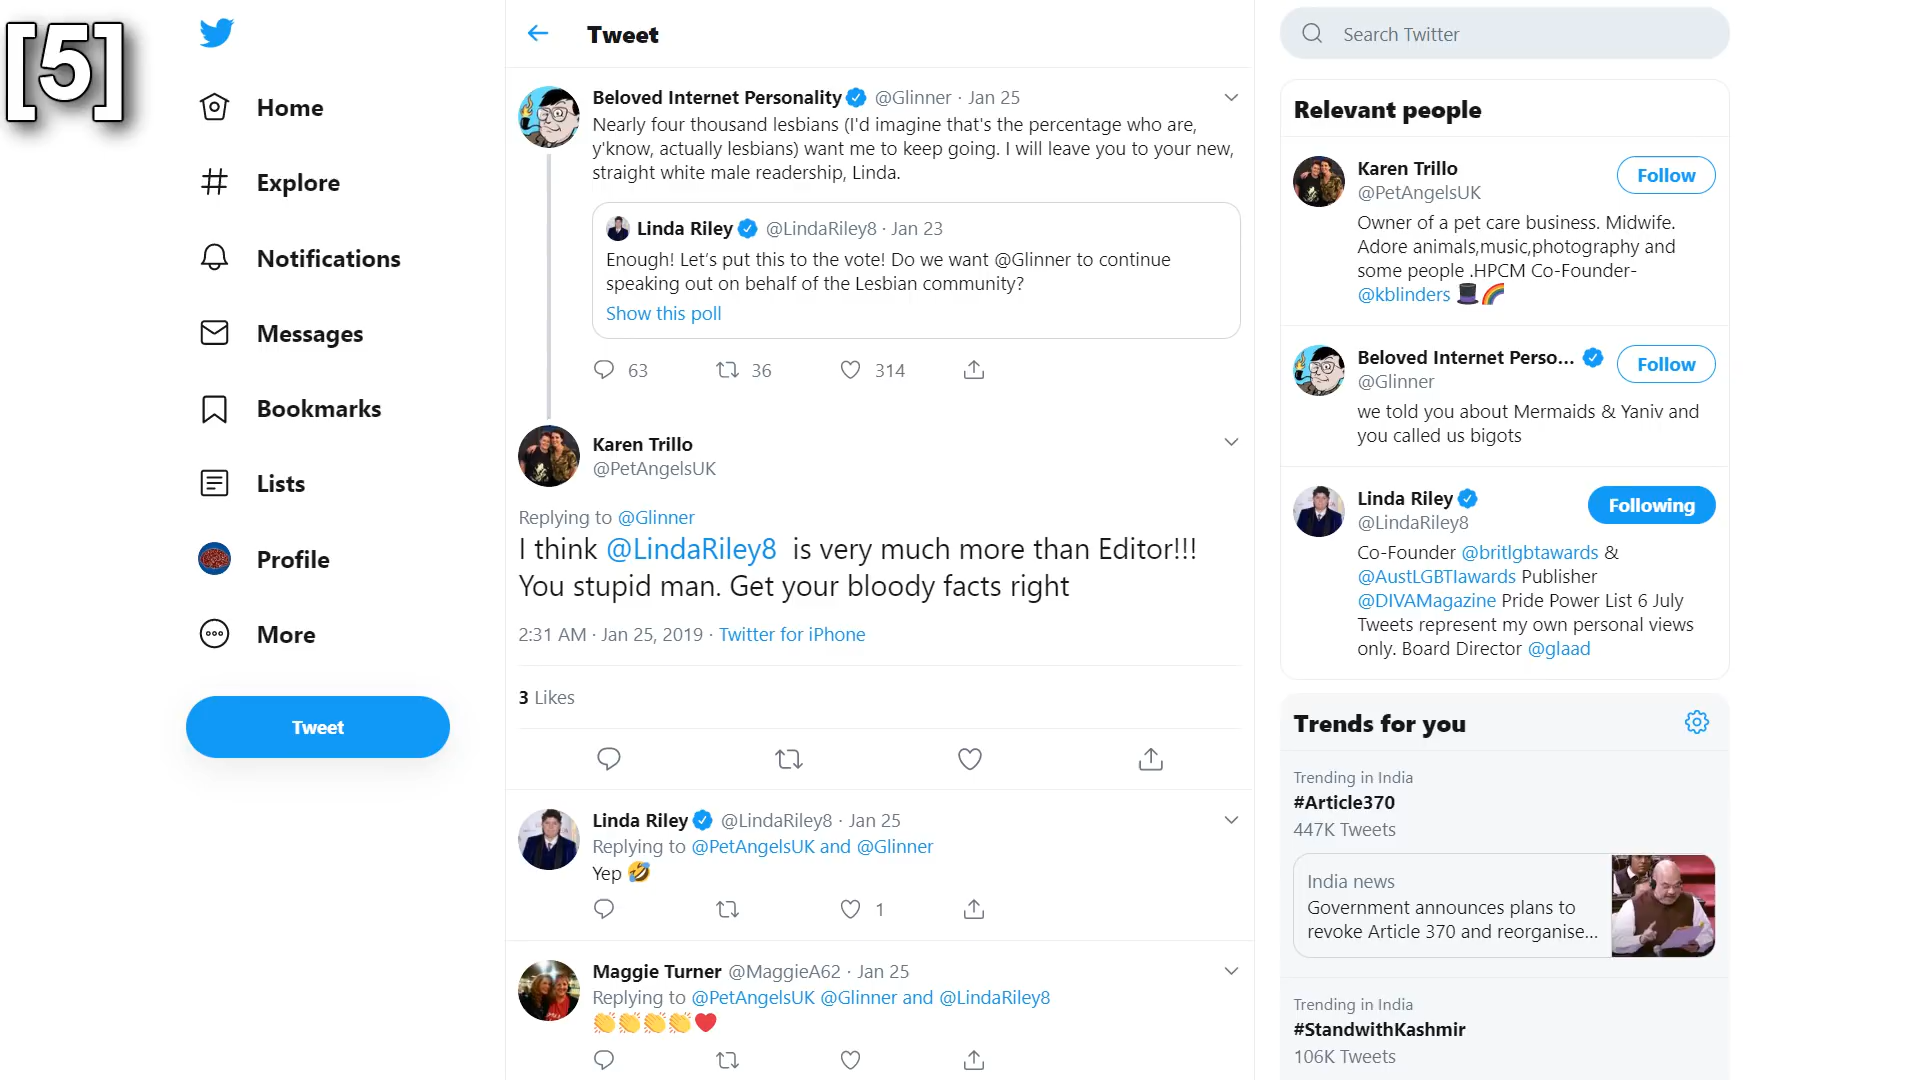 [5]
Home
Explore
Notifications
Messages
Bookmarks
Lists
Profile
More
Tweet
Tweet
Beloved Internet Personality @Glinner · Jan 25
Nearly four thousand lesbians (I'd imagine that's the percentage who are,
y'know, actually lesbians) want me to keep going. I will leave you to your new,
straight white male readership, Linda.
Linda Riley @LindaRiley8 · Jan 23
Enough! Let’s put this to the vote! Do we want @Glinner to continue
speaking out on behalf of the Lesbian community?
Show this poll
63 36 314
Karen Trillo
@PetAngelsUK
Replying to @Glinner
I think @LindaRiley8 is very much more than Editor!!!
You stupid man. Get your bloody facts right
2:31 AM · Jan 25, 2019 · Twitter for iPhone
3 Likes
Linda Riley @LindaRiley8 · Jan 25
Replying to @PetAngelsUK and @Glinner
Yep 🤣
1
Maggie Turner @MaggieA62 · Jan 25
Replying to @PetAngelsUK @Glinner and @LindaRiley8
👏👏👏👏❤️
Search Twitter
Relevant people
Karen Trillo
@PetAngelsUK
Follow
Owner of a pet care business. Midwife.
Adore animals,music,photography and
some people .HPCM Co-Founder-
@kblinders 🎩🌈
Beloved Internet Perso...
@Glinner
Follow
we told you about Mermaids & Yaniv and
you called us bigots
Linda Riley
@LindaRiley8
Following
Co-Founder @britlgbtawards &
@AustLGBTIawards Publisher
@DIVAMagazine Pride Power List 6 July
Tweets represent my own personal views
only. Board Director @glaad
Trends for you
Trending in India
#Article370
447K Tweets
India news
Government announces plans to
revoke Article 370 and reorganise...
Trending in India
#StandwithKashmir
106K Tweets